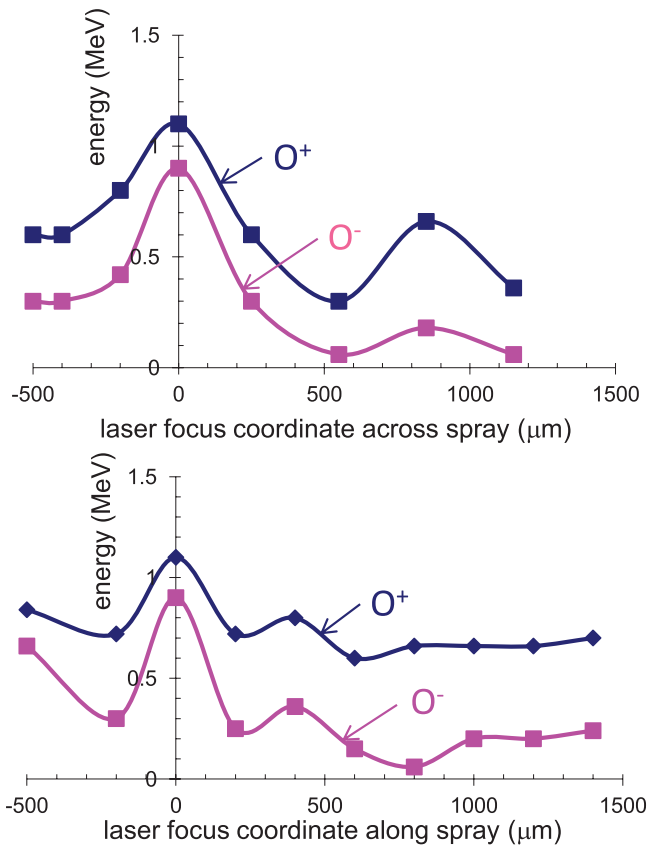 1.5
energy (MeV)
1
O⁺
0.5
O⁻
0
-500 0 500 1000 1500
laser focus coordinate across spray (μm)
1.5
energy (MeV)
1
O⁺
0.5
O⁻
0
-500 0 500 1000 1500
laser focus coordinate along spray (μm)